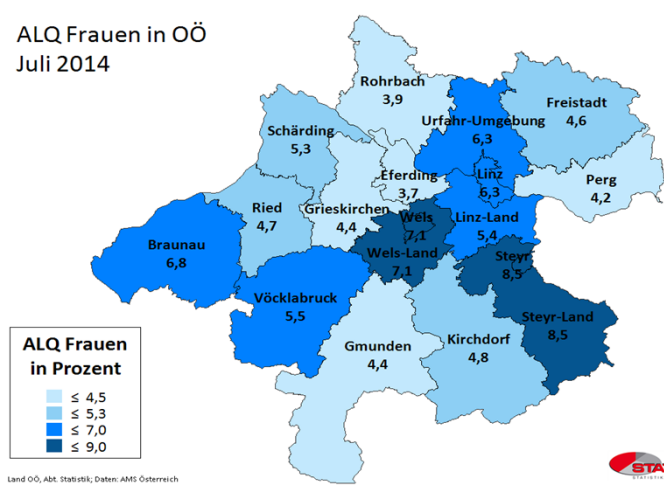 ALQ Frauen in OÖ
Juli 2014
Rohrbach
3,9
Freistadt
4,6
Urfahr-Umgebung
6,3
Schärding
5,3
Eferding
3,7
Linz
6,3
Perg
4,2
Ried
4,7
Grieskirchen
4,4
Wels
7,1
Linz-Land
5,4
Braunau
6,8
Wels-Land
7,1
Steyr
8,5
Vöcklabruck
5,5
Steyr-Land
8,5
Gmunden
4,4
Kirchdorf
4,8
ALQ Frauen
in Prozent
≤ 4,5
≤ 5,3
≤ 7,0
≤ 9,0
Land OÖ, Abt. Statistik; Daten: AMS Österreich
STA
STATISTIK